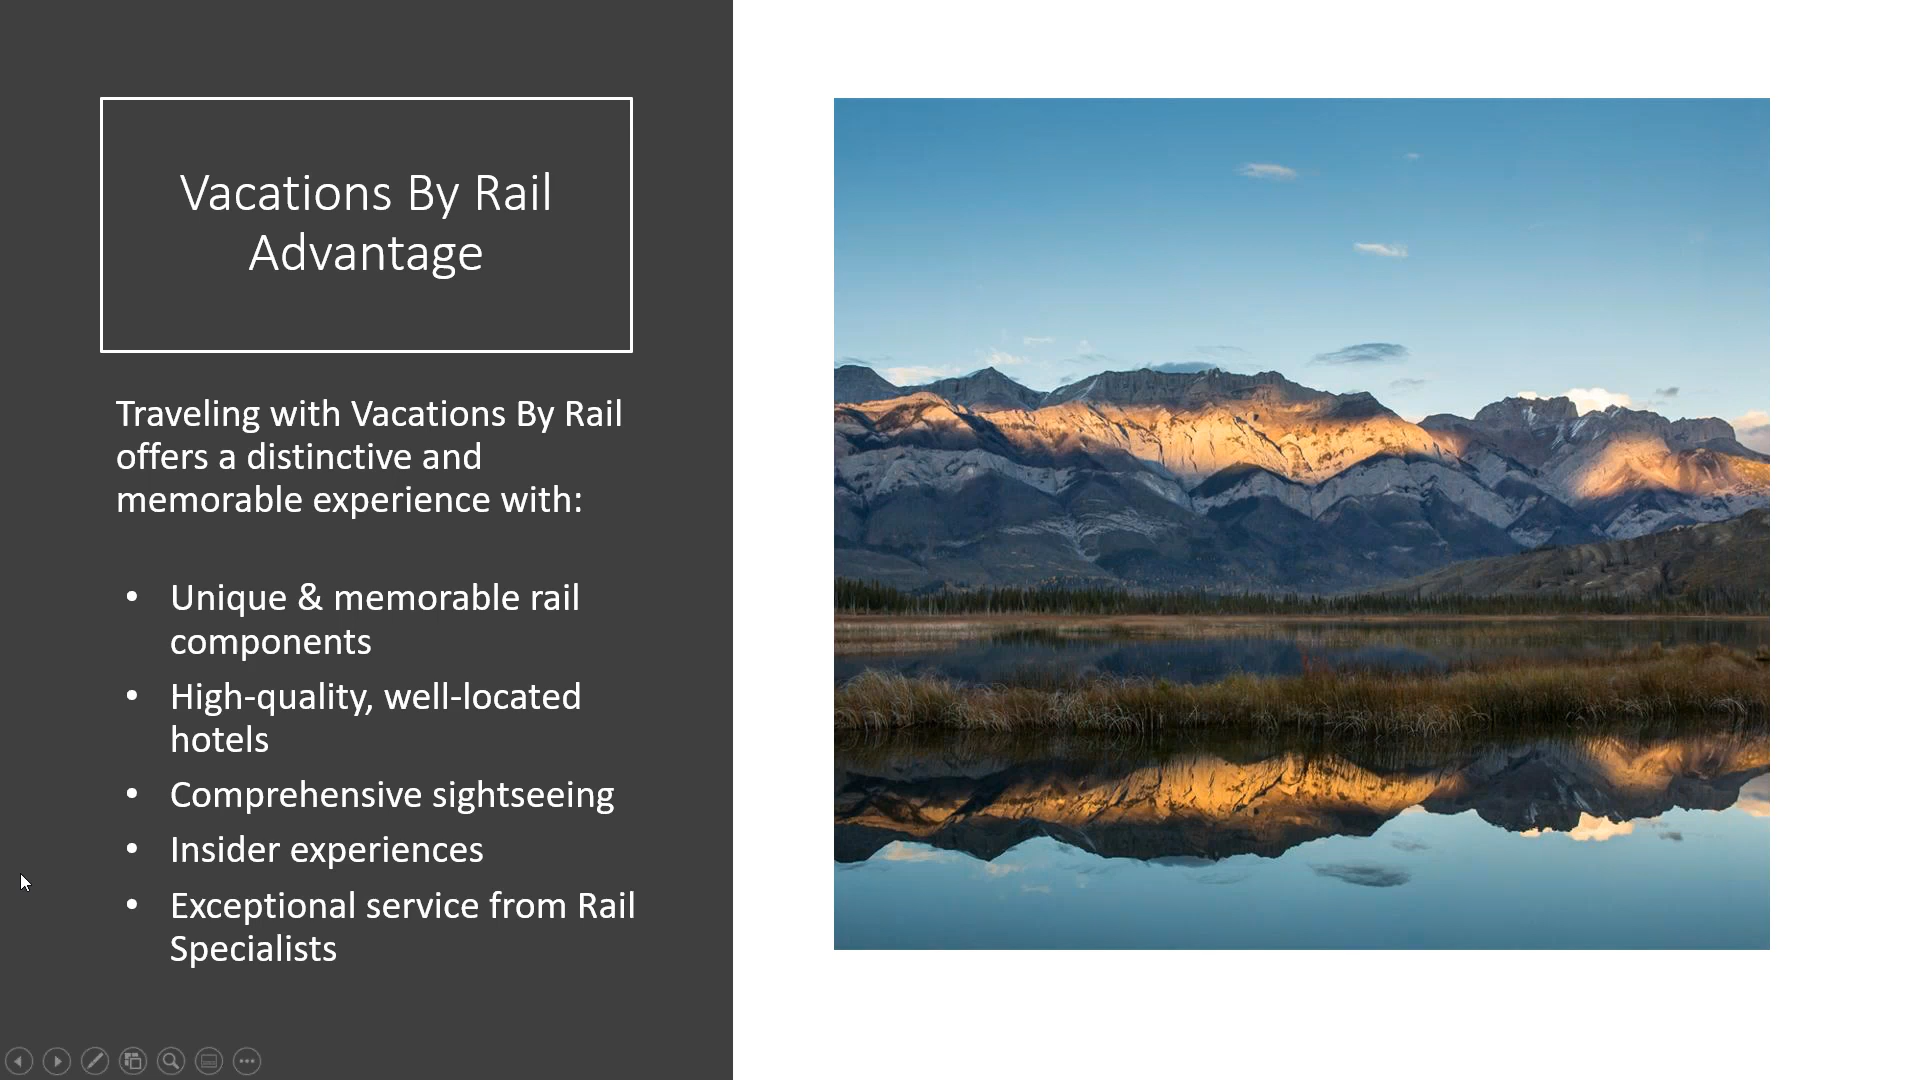 Vacations By Rail
Advantage
Traveling with Vacations By Rail
offers a distinctive and
memorable experience with:
• Unique & memorable rail
components
• High-quality, well-located
hotels
• Comprehensive sightseeing
• Insider experiences
• Exceptional service from Rail
Specialists